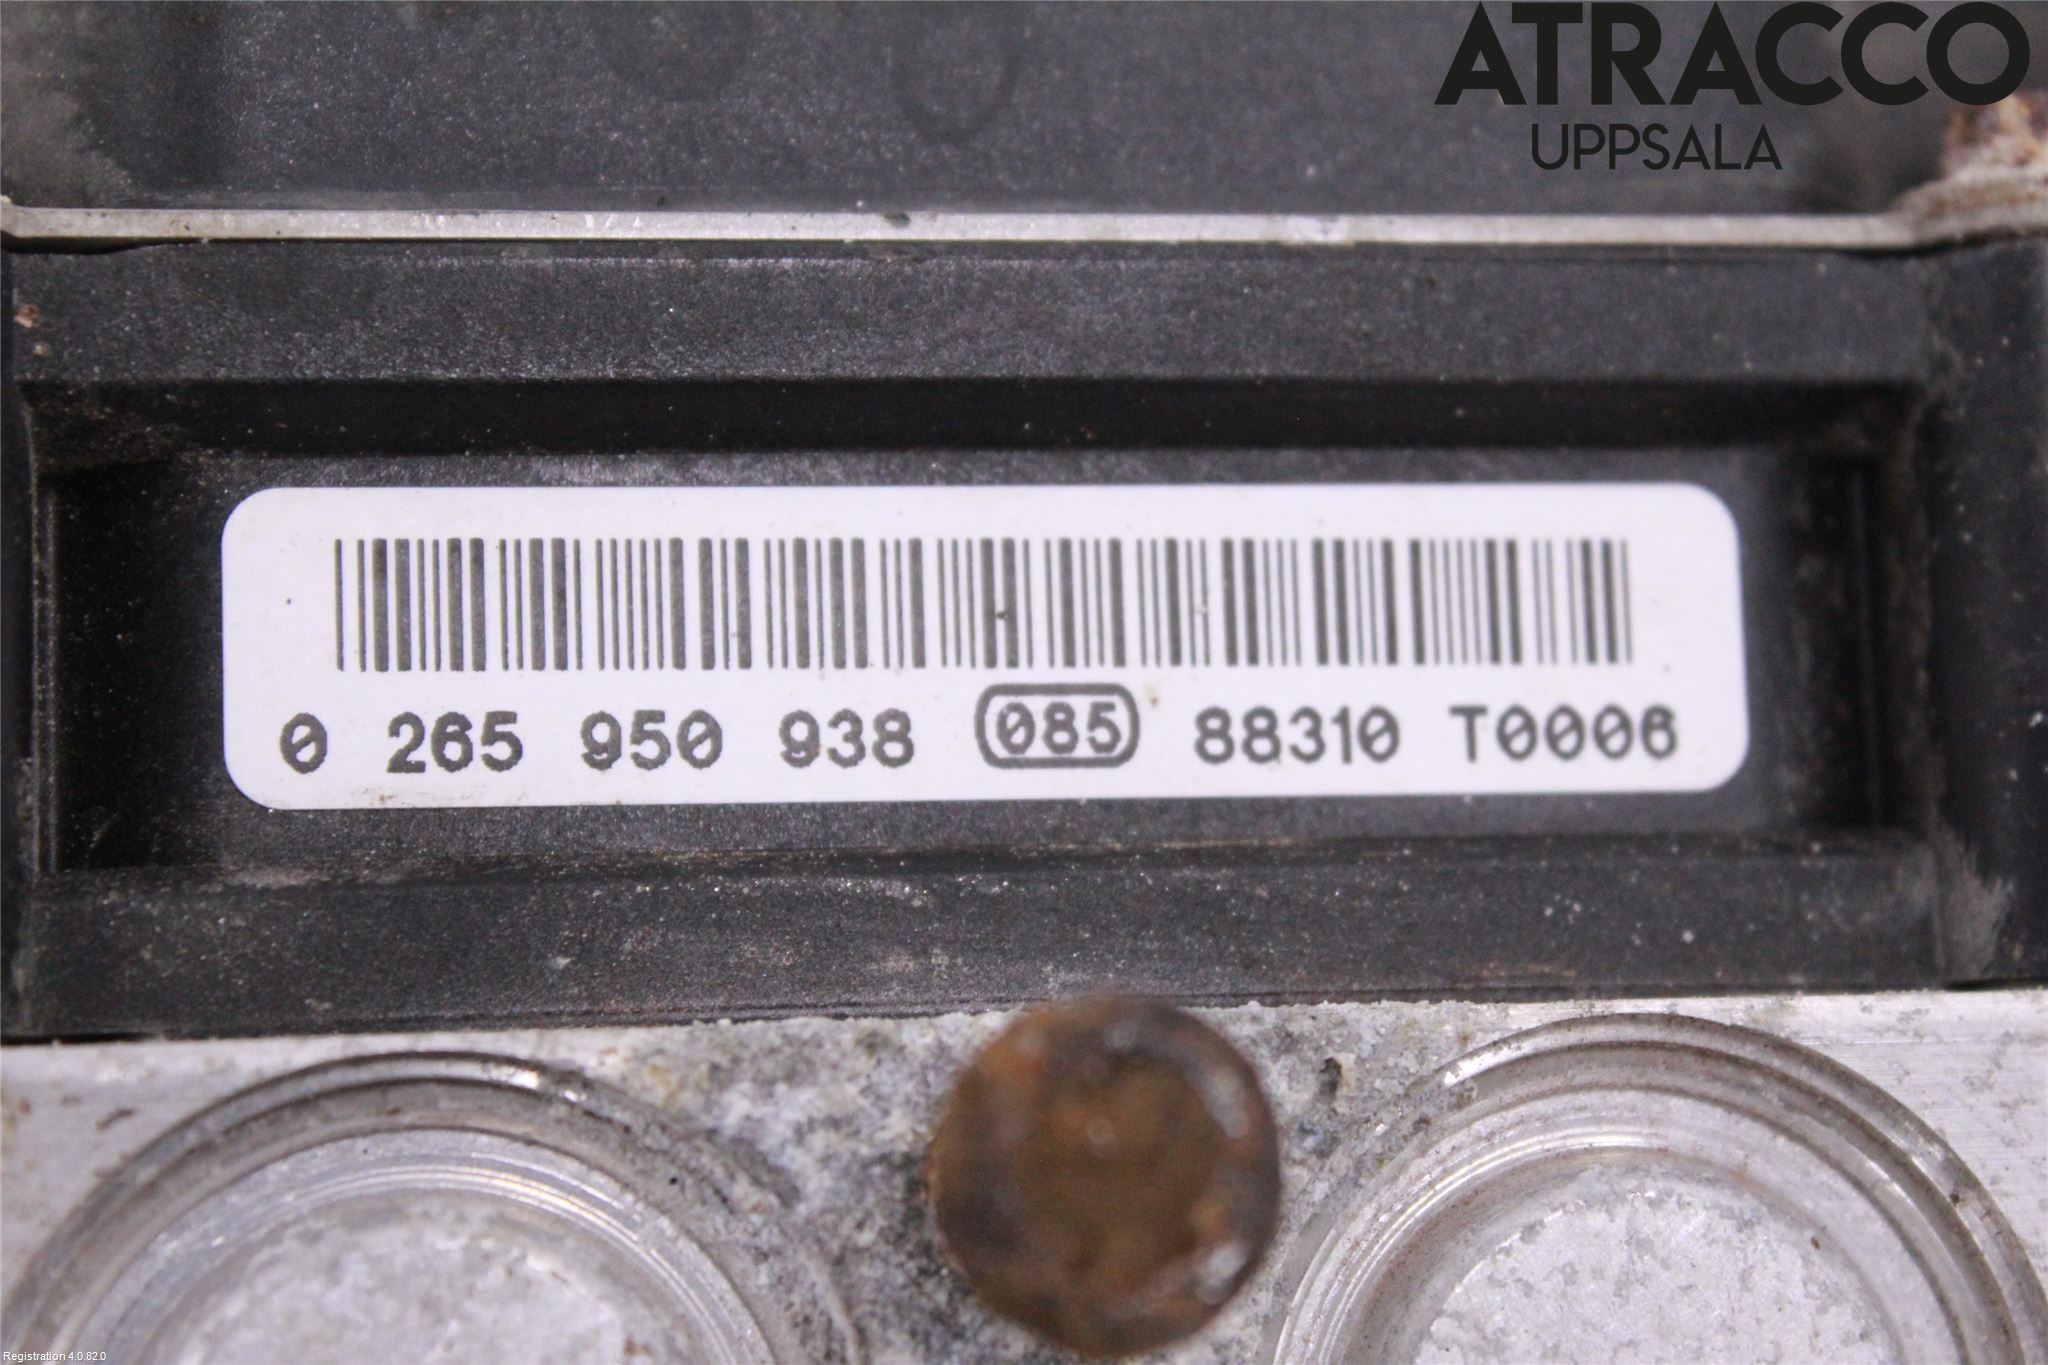 ATRACCO
UPPSALA
0 265 950 938 085 88310 T0006
Registration 4.0.82.0